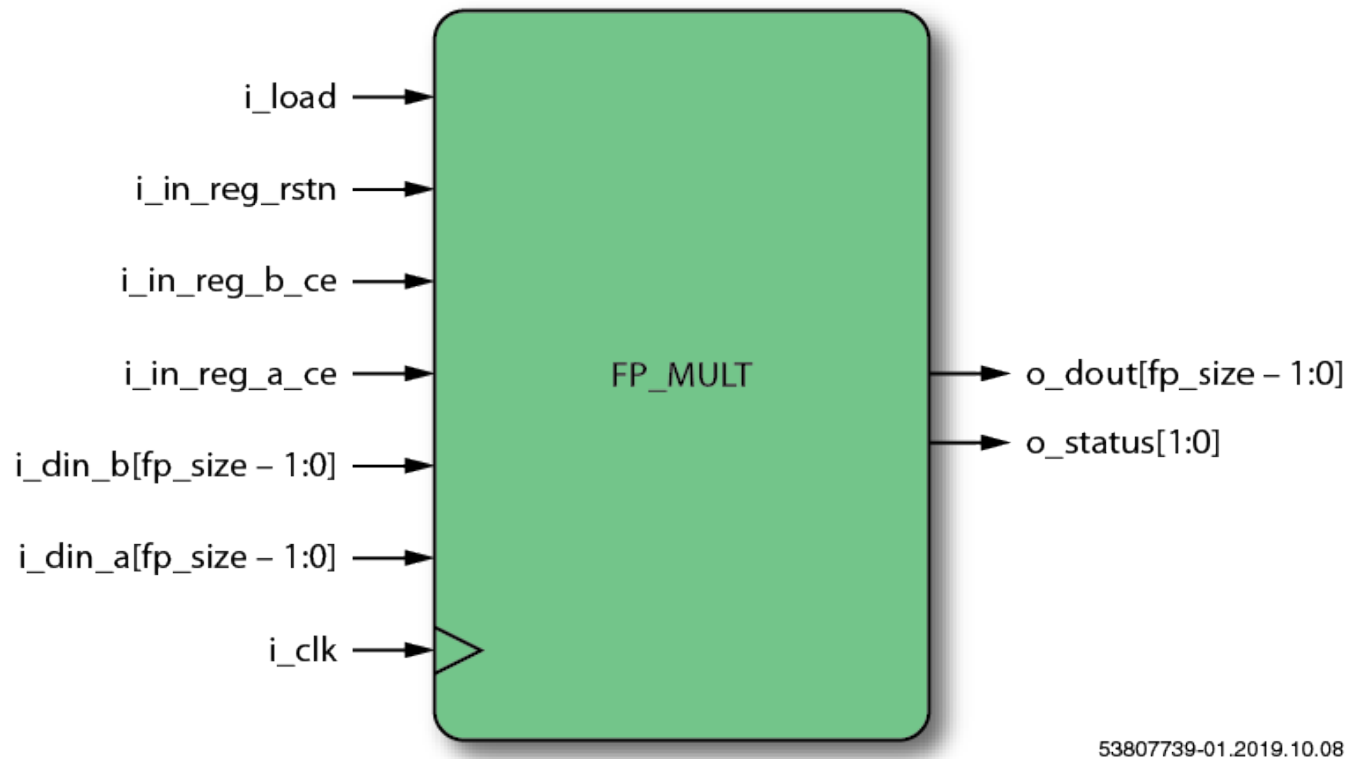 i_load
i_in_reg_rstn
i_in_reg_b_ce
i_in_reg_a_ce
i_din_b[fp_size – 1:0]
i_din_a[fp_size – 1:0]
i_clk
FP_MULT
o_dout[fp_size – 1:0]
o_status[1:0]
53807739-01.2019.10.08